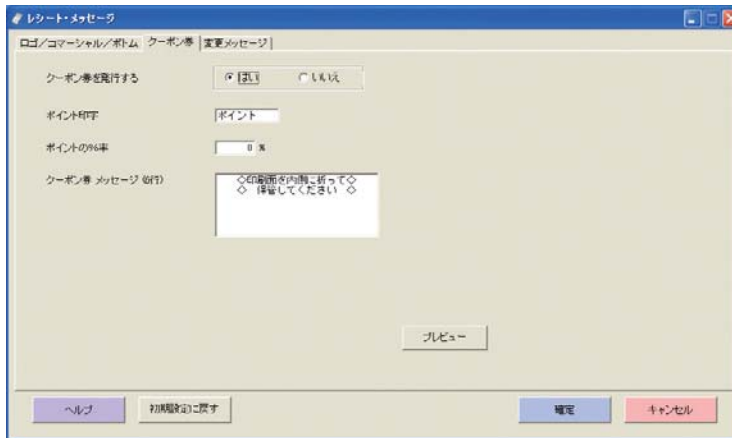 レシート・メッセージ
ロゴ/コマーシャル/ボトム クーポン券 変更メッセージ
クーポン券を発行する はい いいえ
ポイント印字 ポイント
ポイントの%率 0 %
クーポン券 メッセージ (6行) ◇印刷面を内側に折って◇
◇ 保管してください ◇
プレビュー
ヘルプ 初期設定に戻す 確定 キャンセル